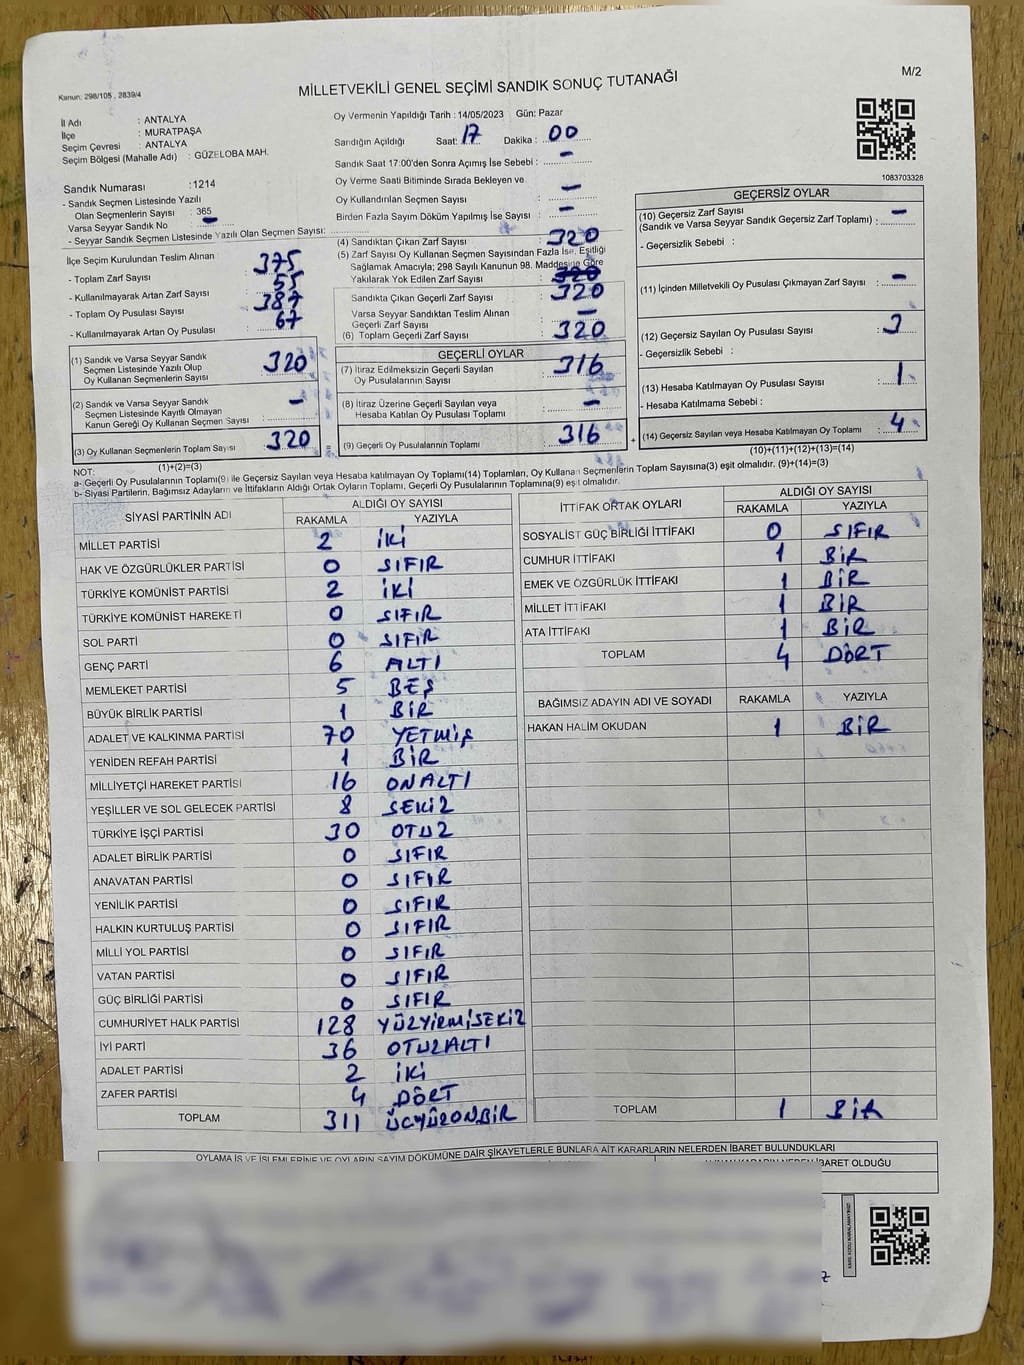 Kanun: 298/105 , 2839/4
MİLLETVEKİLİ GENEL SEÇİMİ SANDIK SONUÇ TUTANAĞI
M/2
İl Adı : ANTALYA
İlçe : MURATPAŞA
Seçim Çevresi : ANTALYA
Seçim Bölgesi (Mahalle Adı) : GÜZELOBA MAH.
Sandık Numarası :1214
- Sandık Seçmen Listesinde Yazılı
Olan Seçmenlerin Sayısı : 365
Varsa Seyyar Sandık No : -
- Seyyar Sandık Seçmen Listesinde Yazılı Olan Seçmen Sayısı:
Oy Vermenin Yapıldığı Tarih : 14/05/2023 Gün: Pazar
Sandığın Açıldığı Saat: 17 Dakika : 00
Sandık Saat 17:00'den Sonra Açımış İse Sebebi : -
Oy Verme Saati Bitiminde Sırada Bekleyen ve
Oy Kullandırılan Seçmen Sayısı : -
Birden Fazla Sayım Döküm Yapılmış İse Sayısı : -
1083703328
İlçe Seçim Kurulundan Teslim Alınan
- Toplam Zarf Sayısı : 375
- Kullanılmayarak Artan Zarf Sayısı : 55
- Toplam Oy Pusulası Sayısı : 387
- Kullanılmayarak Artan Oy Pusulası : 67
(1) Sandık ve Varsa Seyyar Sandık
Seçmen Listesinde Yazılı Olup
Oy Kullanan Seçmenlerin Sayısı : 320
(2) Sandık ve Varsa Seyyar Sandık
Seçmen Listesinde Kayıtlı Olmayan
Kanun Gereği Oy Kullanan Seçmen Sayısı : -
(3) Oy Kullanan Seçmenlerin Toplam Sayısı : 320
(1)+(2)=(3)
(4) Sandıktan Çıkan Zarf Sayısı : 320
(5) Zarf Sayısı Oy Kullanan Seçmen Sayısından Fazla İse, Eşitliği
Sağlamak Amacıyla; 298 Sayılı Kanunun 98. Maddesine Göre
Yakılarak Yok Edilen Zarf Sayısı :
Sandıkta Çıkan Geçerli Zarf Sayısı : 320
Varsa Seyyar Sandıktan Teslim Alınan
Geçerli Zarf Sayısı : -
(6) Toplam Geçerli Zarf Sayısı : 320
GEÇERLİ OYLAR
(7) İtiraz Edilmeksizin Geçerli Sayılan
Oy Pusulalarının Sayısı : 316
(8) İtiraz Üzerine Geçerli Sayılan veya
Hesaba Katılan Oy Pusulası Toplamı : -
(9) Geçerli Oy Pusulalarının Toplamı : 316
GEÇERSİZ OYLAR
(10) Geçersiz Zarf Sayısı
(Sandık ve Varsa Seyyar Sandık Geçersiz Zarf Toplamı) : -
- Geçersizlik Sebebi :
(11) İçinden Milletvekili Oy Pusulası Çıkmayan Zarf Sayısı : -
(12) Geçersiz Sayılan Oy Pusulası Sayısı : 3
- Geçersizlik Sebebi :
(13) Hesaba Katılmayan Oy Pusulası Sayısı : 1
- Hesaba Katılmama Sebebi :
(14) Geçersiz Sayılan veya Hesaba Katılmayan Oy Toplamı : 4
(10)+(11)+(12)+(13)=(14)
NOT:
a- Geçerli Oy Pusulalarının Toplamı(9) ile Geçersiz Sayılan veya Hesaba katılmayan Oy Toplamı(14) Toplamları, Oy Kullanan Seçmenlerin Toplam Sayısına(3) eşit olmalıdır. (9)+(14)=(3)
b- Siyasi Partilerin, Bağımsız Adayların ve İttifakların Aldığı Ortak Oyların Toplamı, Geçerli Oy Pusulalarının Toplamına(9) eşit olmalıdır.
SİYASİ PARTİNİN ADI ALDIĞI OY SAYISI
RAKAMLA YAZIYLA
MİLLET PARTİSİ 2 İKİ
HAK VE ÖZGÜRLÜKLER PARTİSİ 0 SIFIR
TÜRKİYE KOMÜNİST PARTİSİ 2 İKİ
TÜRKİYE KOMÜNİST HAREKETİ 0 SIFIR
SOL PARTİ 0 SIFIR
GENÇ PARTİ 6 ALTI
MEMLEKET PARTİSİ 5 BEŞ
BÜYÜK BİRLİK PARTİSİ 1 BİR
ADALET VE KALKINMA PARTİSİ 70 YETMİŞ
YENİDEN REFAH PARTİSİ 1 BİR
MİLLİYETÇİ HAREKET PARTİSİ 16 ONALTI
YEŞİLLER VE SOL GELECEK PARTİSİ 8 SEKİZ
TÜRKİYE İŞÇİ PARTİSİ 30 OTUZ
ADALET BİRLİK PARTİSİ 0 SIFIR
ANAVATAN PARTİSİ 0 SIFIR
YENİLİK PARTİSİ 0 SIFIR
HALKIN KURTULUŞ PARTİSİ 0 SIFIR
MİLLİ YOL PARTİSİ 0 SIFIR
VATAN PARTİSİ 0 SIFIR
GÜÇ BİRLİĞİ PARTİSİ 0 SIFIR
CUMHURİYET HALK PARTİSİ 128 YÜZYİRMİSEKİZ
İYİ PARTİ 36 OTUZALTI
ADALET PARTİSİ 2 İKİ
ZAFER PARTİSİ 4 DÖRT
TOPLAM 311 ÜÇYÜZONBİR
İTTİFAK ORTAK OYLARI ALDIĞI OY SAYISI
RAKAMLA YAZIYLA
SOSYALİST GÜÇ BİRLİĞİ İTTİFAKI 0 SIFIR
CUMHUR İTTİFAKI 1 BİR
EMEK VE ÖZGÜRLÜK İTTİFAKI 1 BİR
MİLLET İTTİFAKI 1 BİR
ATA İTTİFAKI 1 BİR
TOPLAM 4 DÖRT
BAĞIMSIZ ADAYIN ADI VE SOYADI RAKAMLA YAZIYLA
HAKAN HALİM OKUDAN 1 BİR
TOPLAM 1 BİR
OYLAMA İŞ VE İŞLEMLERİNE VE OYLARIN SAYIM DÖKÜMÜNE DAİR ŞİKAYETLERLE BUNLARA AİT KARARLARIN NELERDEN İBARET BULUNDUKLARI
İBARET OLDUĞU